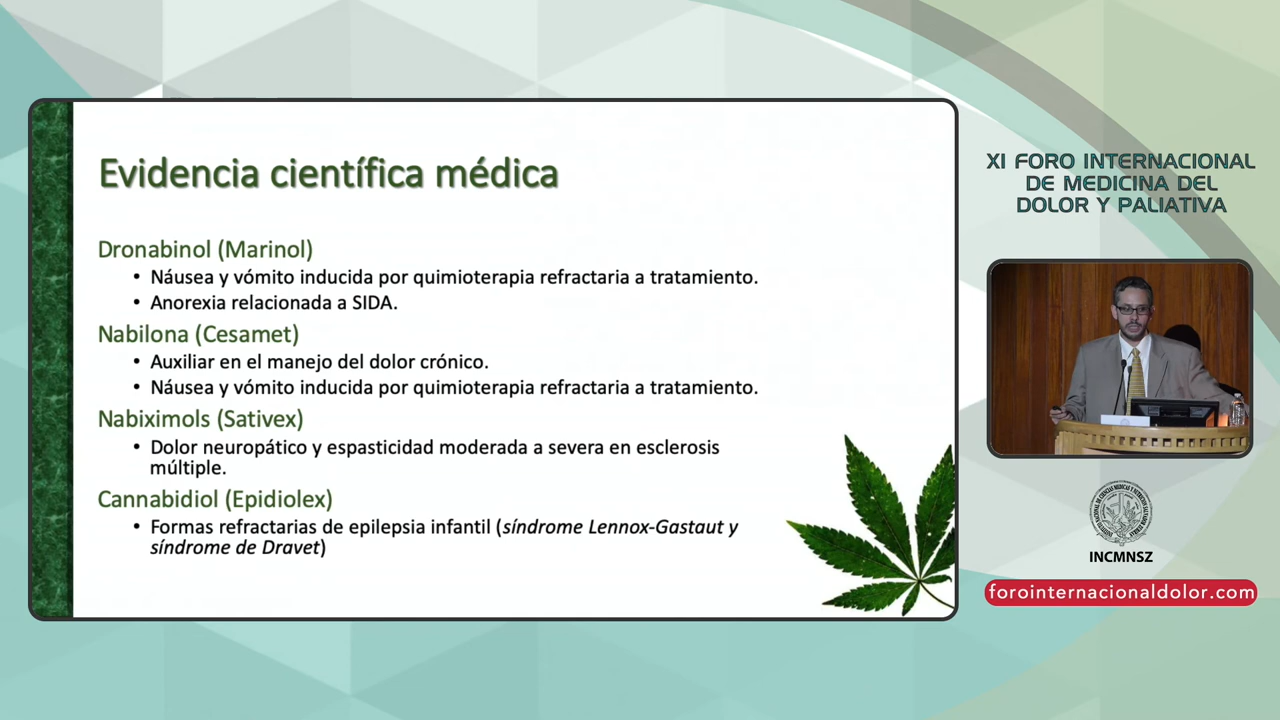 Evidencia científica médica
Dronabinol (Marinol)
• Náusea y vómito inducida por quimioterapia refractaria a tratamiento.
• Anorexia relacionada a SIDA.
Nabilona (Cesamet)
• Auxiliar en el manejo del dolor crónico.
• Náusea y vómito inducida por quimioterapia refractaria a tratamiento.
Nabiximols (Sativex)
• Dolor neuropático y espasticidad moderada a severa en esclerosis
múltiple.
Cannabidiol (Epidiolex)
• Formas refractarias de epilepsia infantil (síndrome Lennox-Gastaut y
síndrome de Dravet)
XI FORO INTERNACIONAL
DE MEDICINA DEL
DOLOR Y PALIATIVA
INCMNSZ
forointernacionaldolor.com